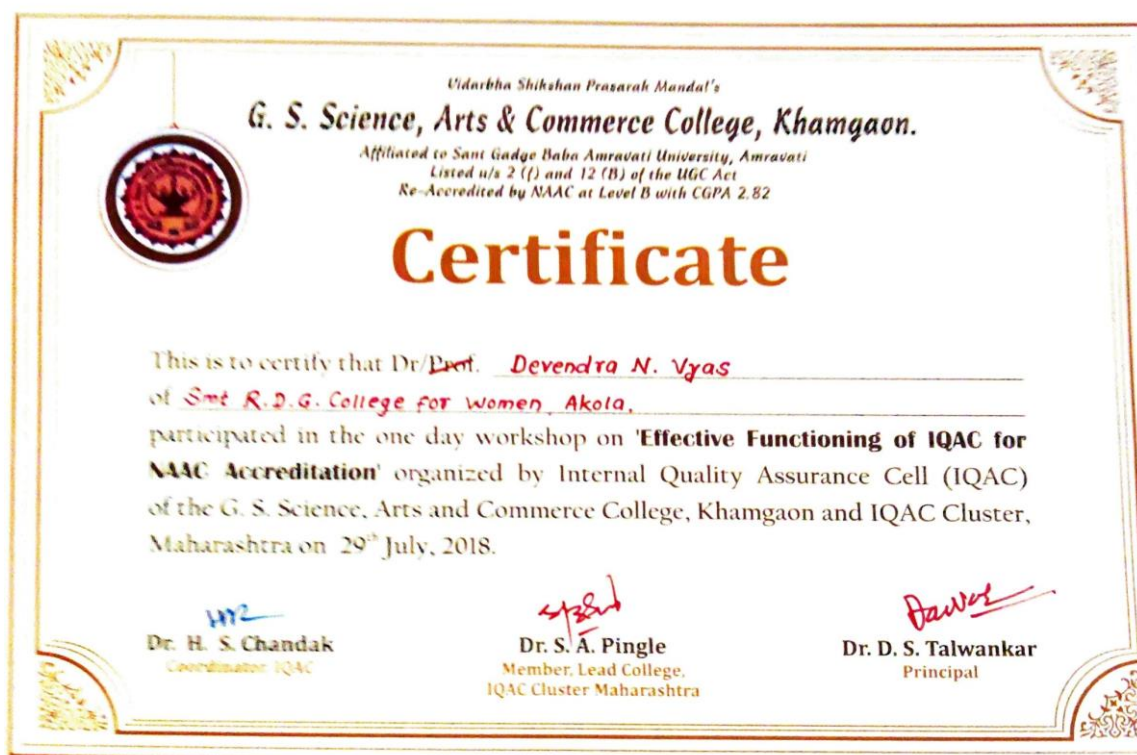 Vidarbha Shikshan Prasarak Mandal's
G. S. Science, Arts & Commerce College, Khamgaon.
Affiliated to Sant Gadge Baba Amravati University, Amravati
Listed u/s 2 (f) and 12 (B) of the UGC Act
Re-Accredited by NAAC at Level B with CGPA 2.82
Certificate
This is to certify that Dr/Prof. Devendra N. Vyas
of Smt R.D.G. College for women, Akola,
participated in the one day workshop on 'Effective Functioning of IQAC for
NAAC Accreditation' organized by Internal Quality Assurance Cell (IQAC)
of the G. S. Science, Arts and Commerce College, Khamgaon and IQAC Cluster,
Maharashtra on 29th July, 2018.
Dr. H. S. Chandak
Coordinator IQAC
Dr. S. A. Pingle
Member, Lead College,
IQAC Cluster Maharashtra
Dr. D. S. Talwankar
Principal